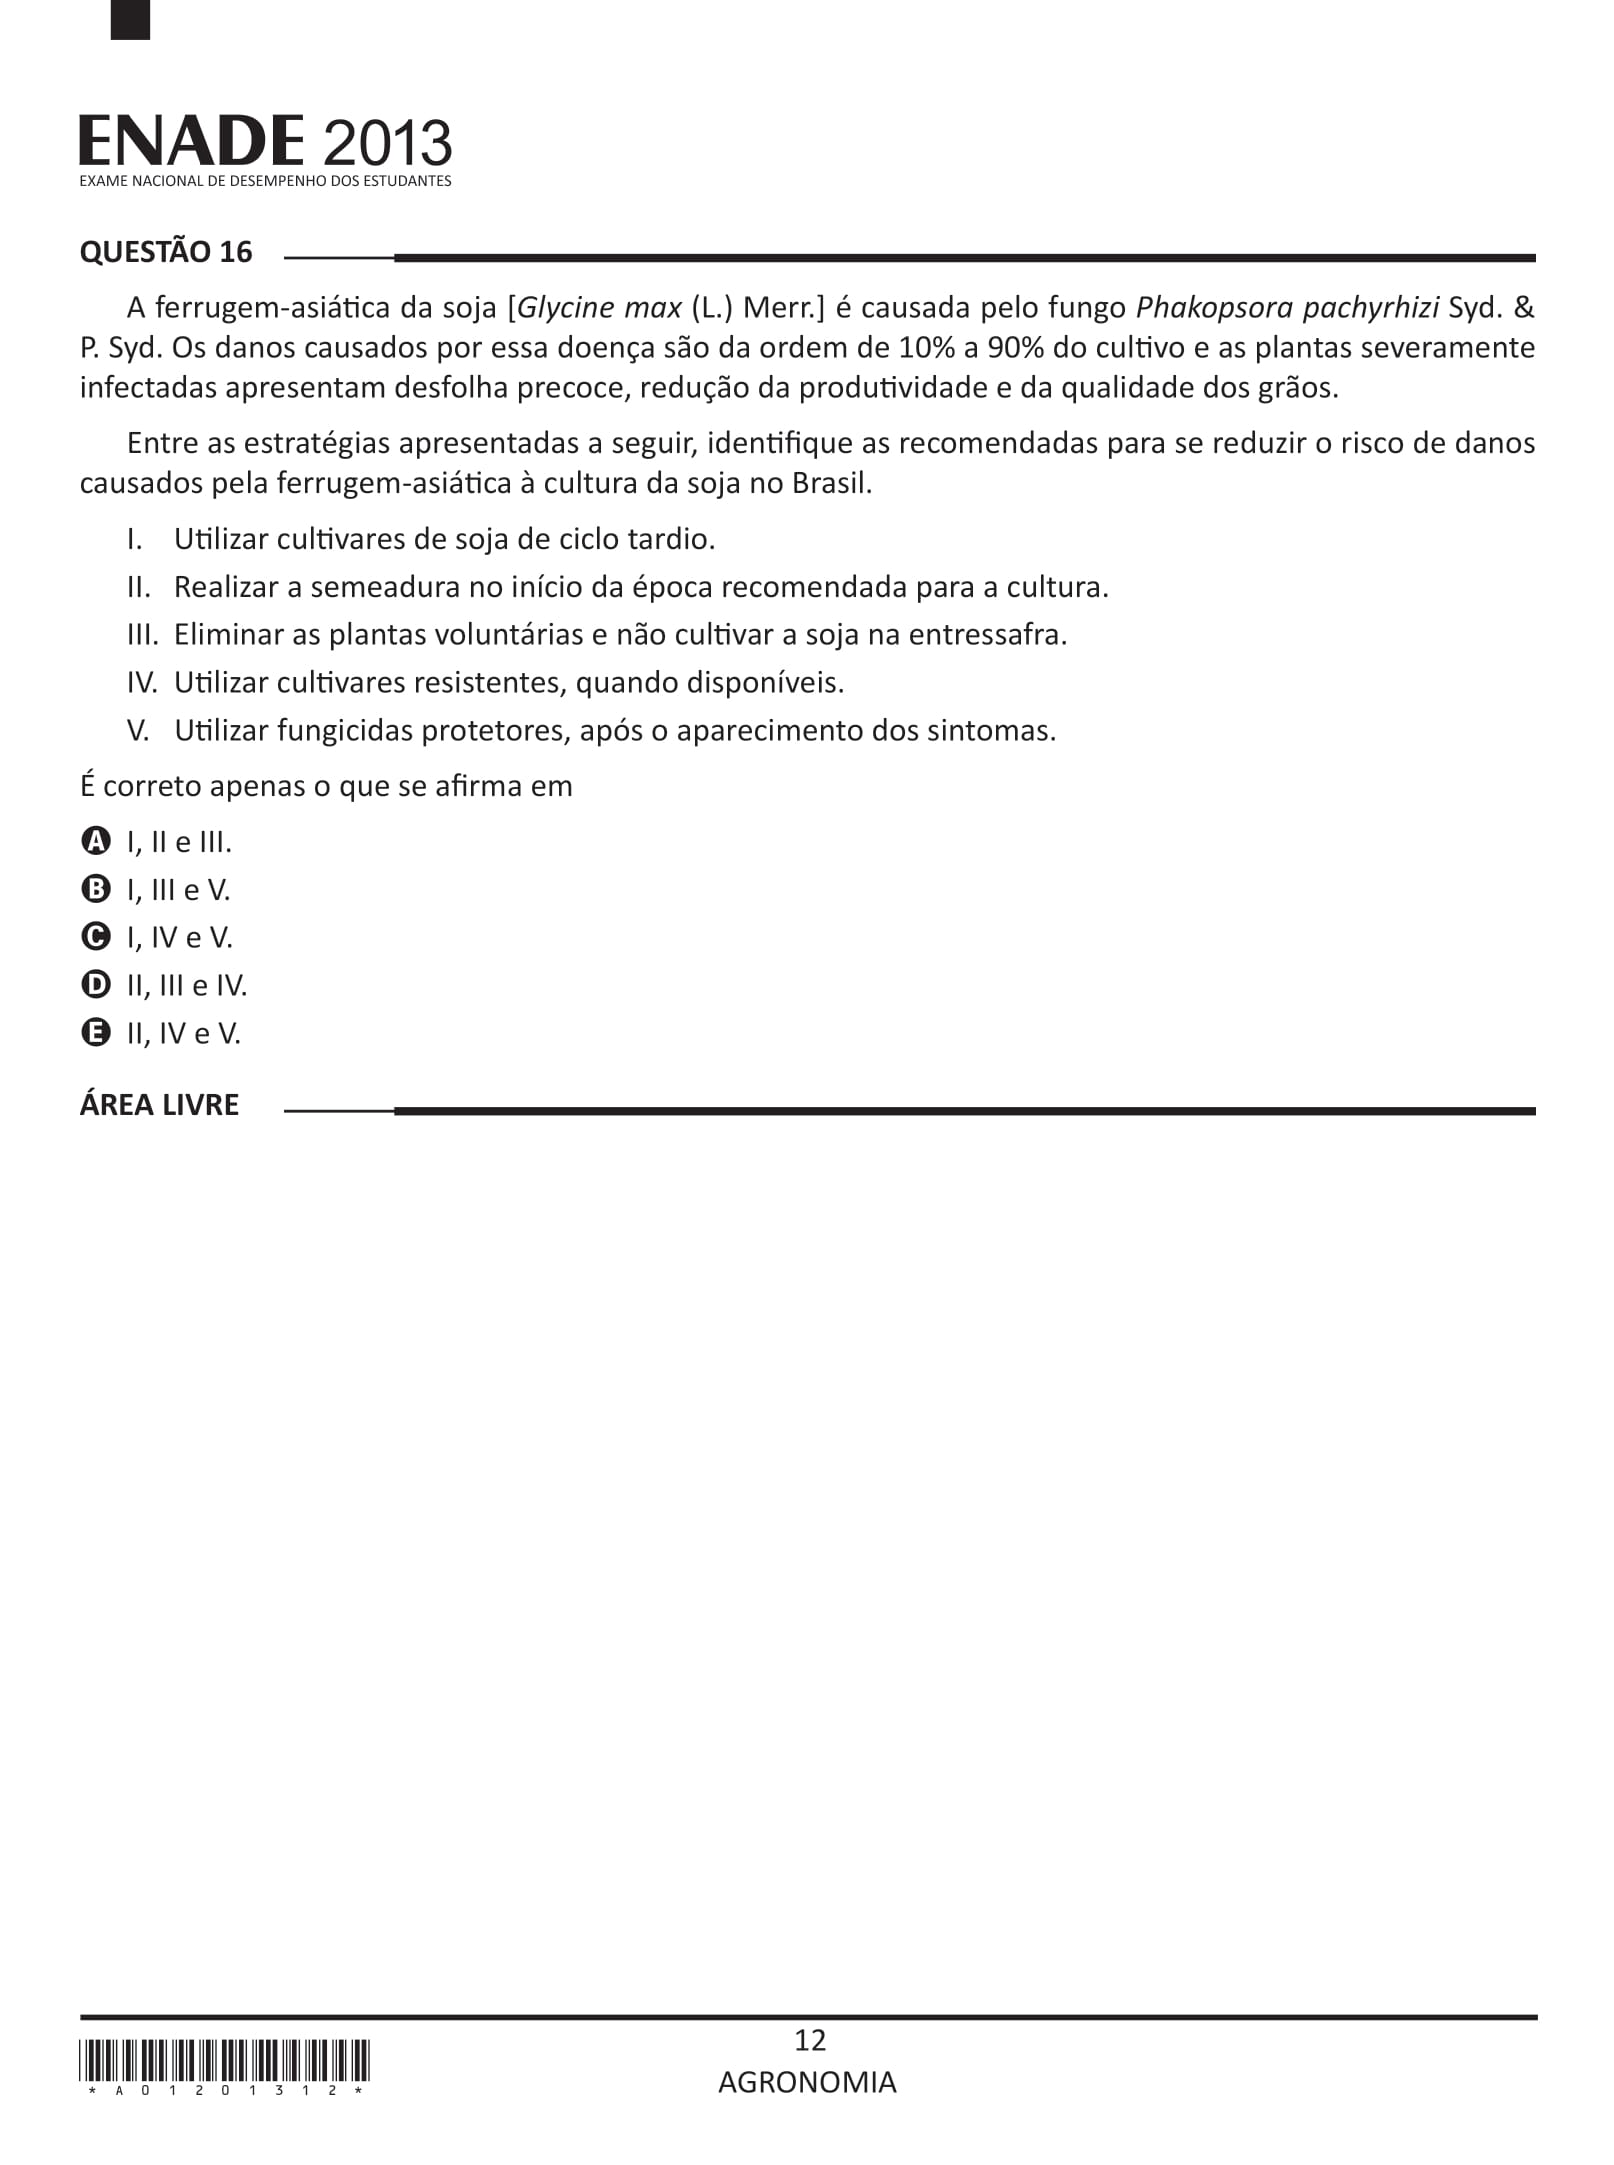 ENADE 2013
EXAME NACIONAL DE DESEMPENHO DOS ESTUDANTES
QUESTÃO 16
A ferrugem-asiática da soja [Glycine max (L.) Merr.] é causada pelo fungo Phakopsora pachyrhizi Syd. &
P. Syd. Os danos causados por essa doença são da ordem de 10% a 90% do cultivo e as plantas severamente
infectadas apresentam desfolha precoce, redução da produtividade e da qualidade dos grãos.
Entre as estratégias apresentadas a seguir, identifique as recomendadas para se reduzir o risco de danos
causados pela ferrugem-asiática à cultura da soja no Brasil.
I. Utilizar cultivares de soja de ciclo tardio.
II. Realizar a semeadura no início da época recomendada para a cultura.
III. Eliminar as plantas voluntárias e não cultivar a soja na entressafra.
IV. Utilizar cultivares resistentes, quando disponíveis.
V. Utilizar fungicidas protetores, após o aparecimento dos sintomas.
É correto apenas o que se afirma em
A I, II e III.
B I, III e V.
C I, IV e V.
D II, III e IV.
E II, IV e V.
ÁREA LIVRE
12
AGRONOMIA
* A 0 1 2 0 1 3 1 2 *